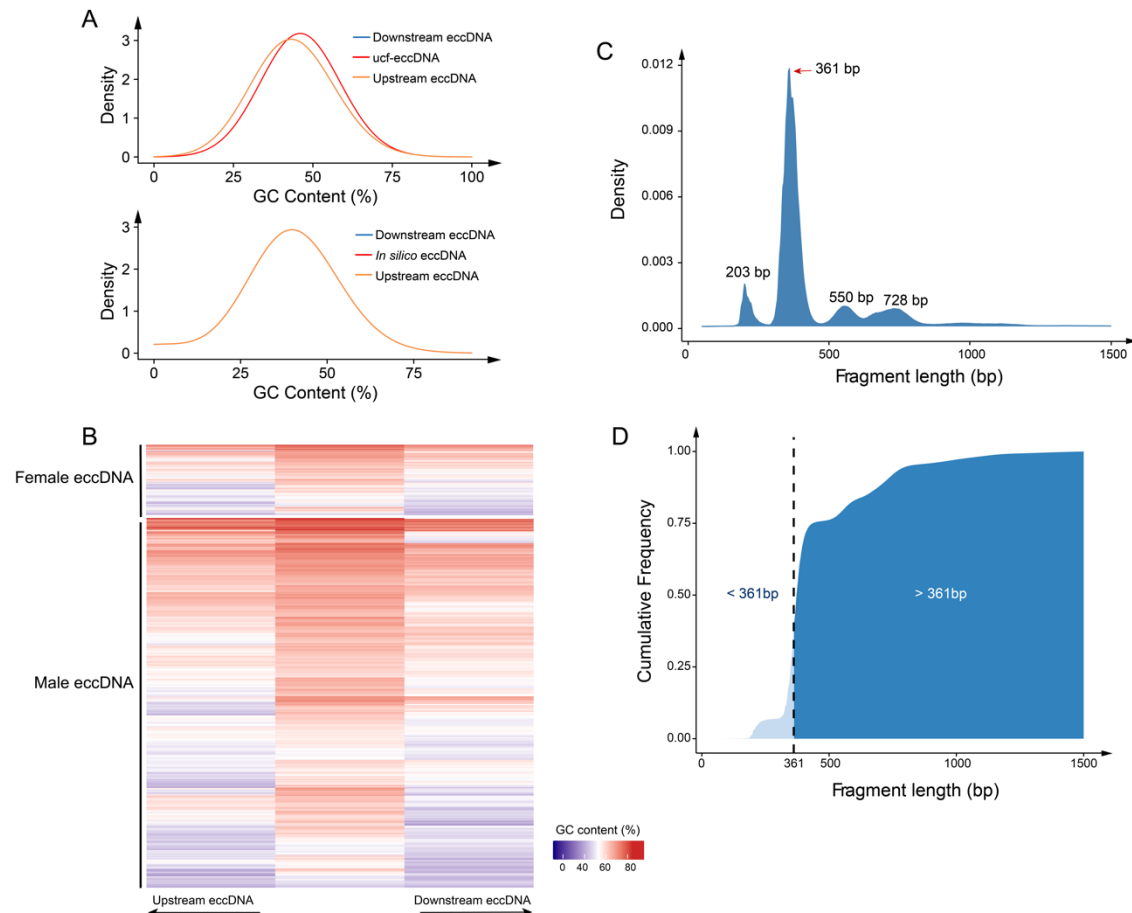 A
3
2
1
0
Density
Downstream eccDNA
ucf-eccDNA
Upstream eccDNA
0 25 50 75 100
GC Content (%)
3
2
1
0
Density
Downstream eccDNA
In silico eccDNA
Upstream eccDNA
0 25 50 75
GC Content (%)
B
Female eccDNA
Male eccDNA
Upstream eccDNA
Downstream eccDNA
GC content (%)
0 40 60 80
C
0.012
0.009
0.006
0.003
0.000
Density
361 bp
203 bp
550 bp
728 bp
0 500 1000 1500
Fragment length (bp)
D
1.00
0.75
0.50
0.25
0.00
Cumulative Frequency
< 361bp
> 361bp
0 361 500 1000 1500
Fragment length (bp)